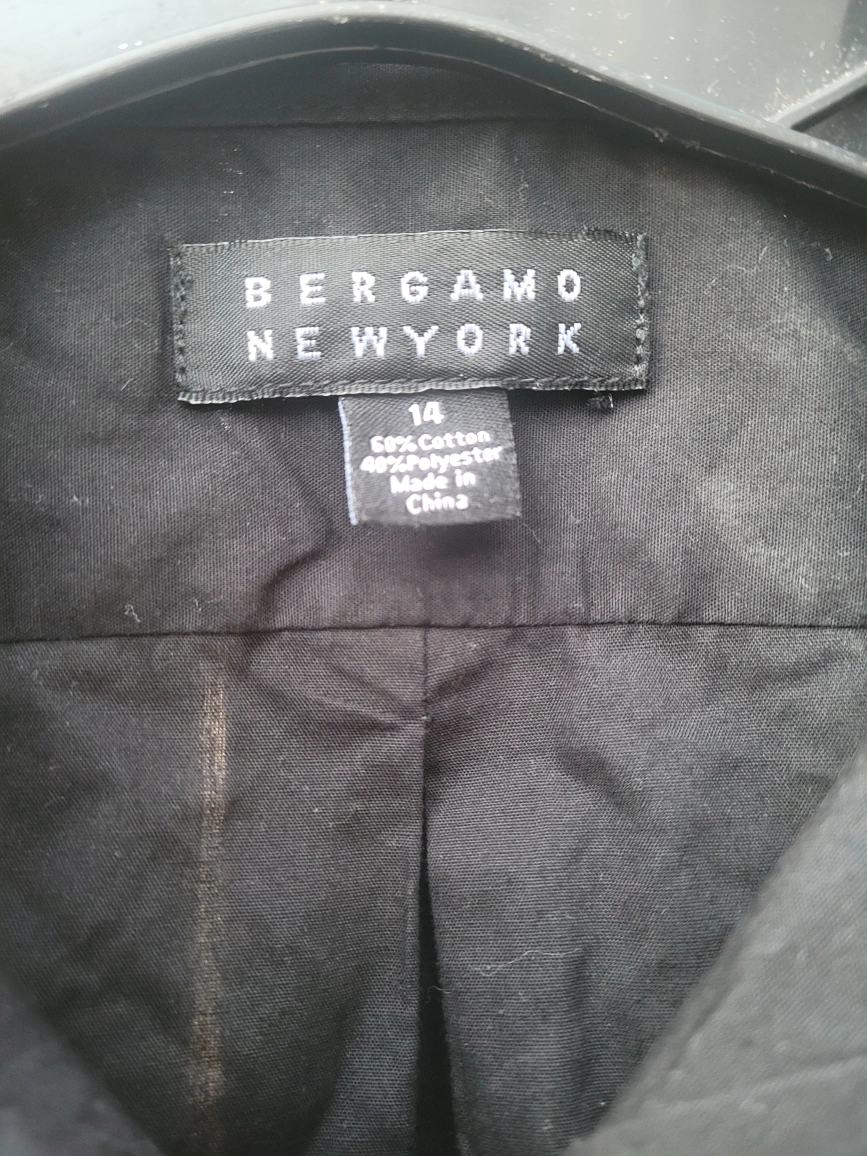 BERGAMO
NEWYORK
14
60% Cotton
40%Polyester
Made in
China